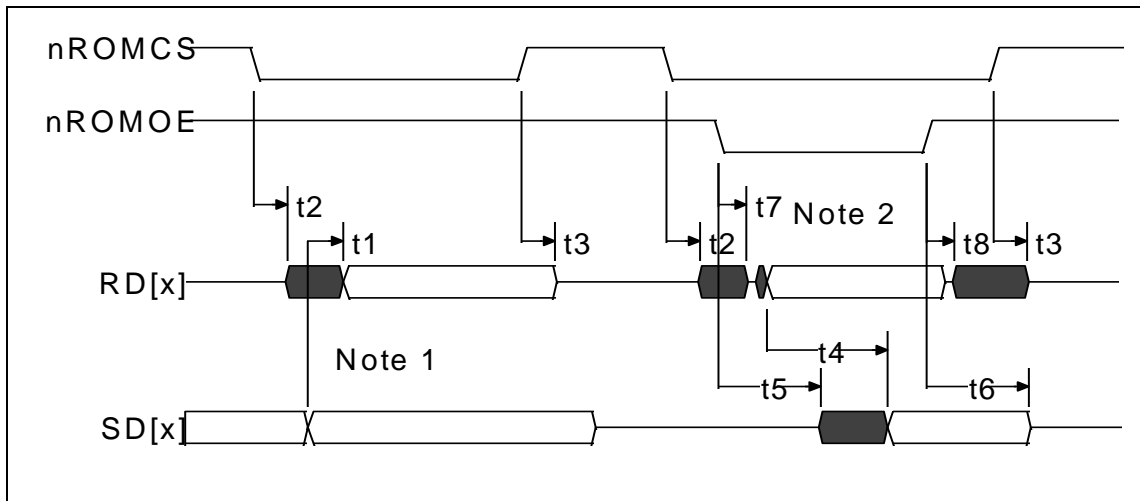 nROMCS
nROMOE
t2
t7
Note 2
t1
t3
t2
t8
t3
RD[x]
Note 1
t4
t5
t6
SD[x]